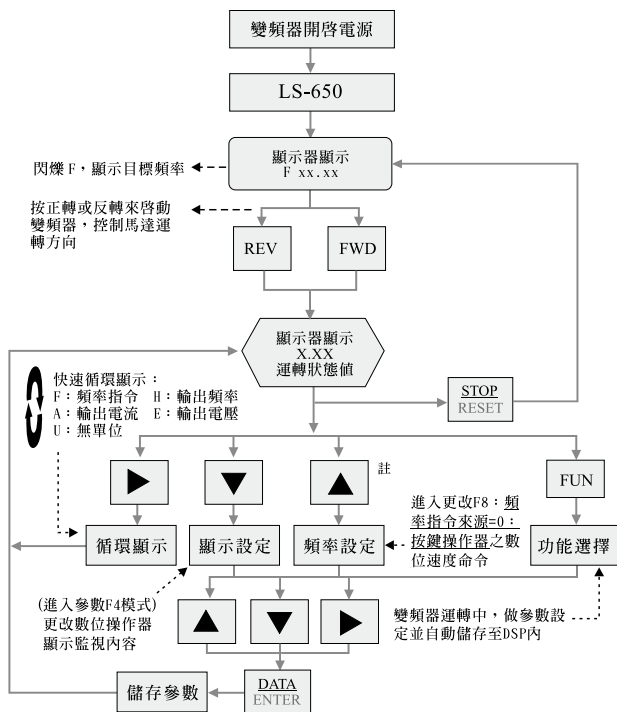 變頻器開啓電源
LS-650
顯示器顯示
F xx.xx
閃爍 F，顯示目標頻率
按正轉或反轉來啓動
變頻器，控制馬達運
轉方向
REV
FWD
顯示器顯示
X.XX
運轉狀態值
快速循環顯示：
F：頻率指令 H：輸出頻率
A：輸出電流 E：輸出電壓
U：無單位
STOP
RESET
註
FUN
進入更改F8：頻
率指令來源=0：
按鍵操作器之數
位速度命令
循環顯示
顯示設定
頻率設定
功能選擇
(進入參數F4模式)
更改數位操作器
顯示監視內容
變頻器運轉中，做參數設
定並自動儲存至DSP內
儲存參數
DATA
ENTER